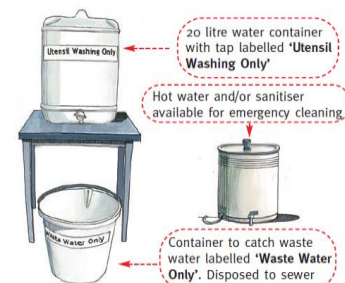 20 litre water container
with tap labelled ‘Utensil
Washing Only’
Utensil Washing Only
Hot water and/or sanitiser
available for emergency cleaning
Waste Water Only
Container to catch waste
water labelled ‘Waste Water
Only’. Disposed to sewer